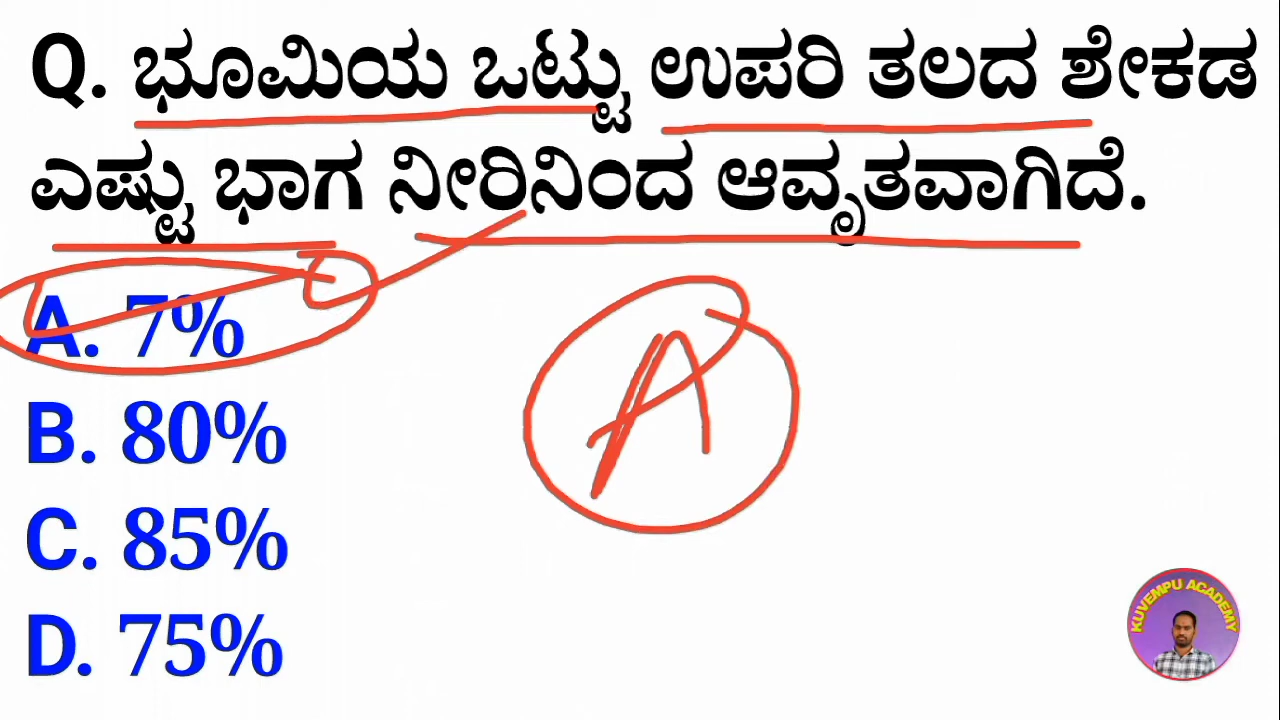 Q. ಭೂಮಿಯ ಒಟ್ಟು ಉಪರಿ ತಲದ ಶೇಕಡ
ಎಷ್ಟು ಭಾಗ ನೀರಿನಿಂದ ಆವೃತವಾಗಿದೆ.
A. 7%
B. 80%
C. 85%
D. 75%
A
KUVEMPU ACADEMY